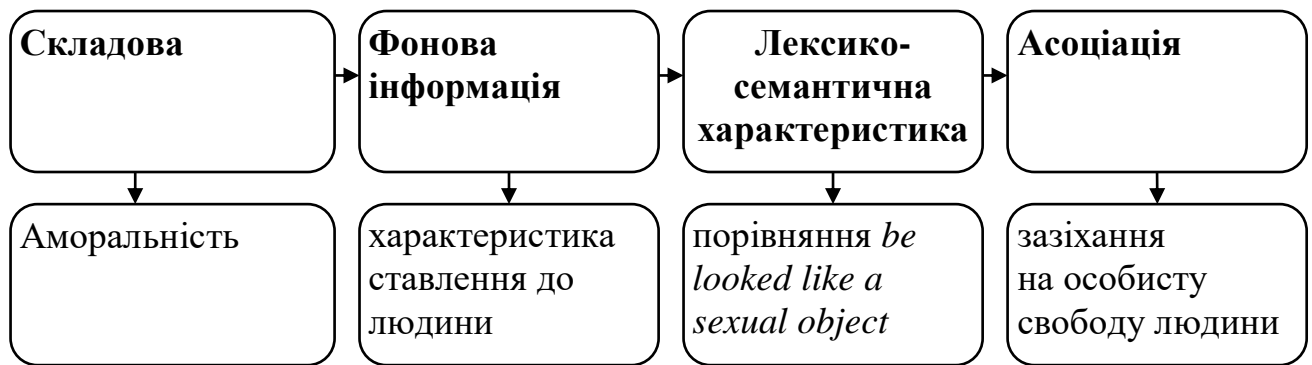 Складова
Фонова
інформація
Лексико-
семантична
характеристика
Асоціація
Аморальність
характеристика
ставлення до
людини
порівняння be
looked like a
sexual object
зазіхання
на особисту
свободу людини